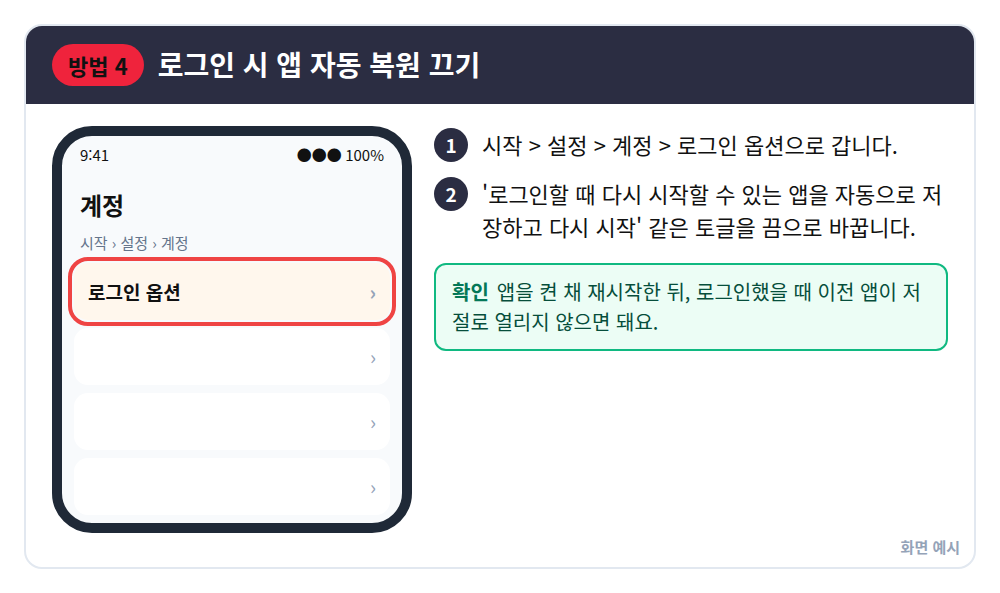 방법 4 로그인 시 앱 자동 복원 끄기
9:41 ●●● 100%
계정
시작 › 설정 › 계정
로그인 옵션 ›
›
›
›
1 시작 > 설정 > 계정 > 로그인 옵션으로 갑니다.
2 '로그인할 때 다시 시작할 수 있는 앱을 자동으로 저
장하고 다시 시작' 같은 토글을 끔으로 바꿉니다.
확인 앱을 켠 채 재시작한 뒤, 로그인했을 때 이전 앱이 저
절로 열리지 않으면 돼요.
화면 예시